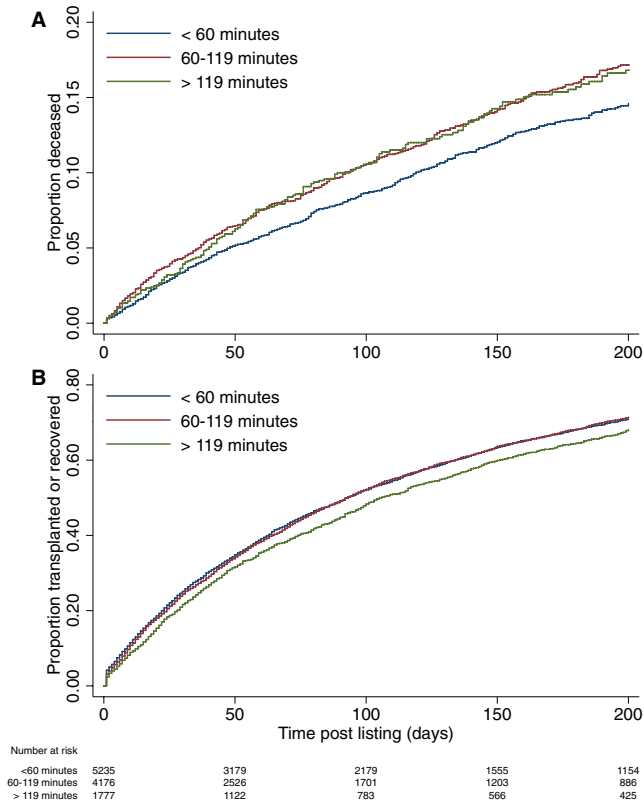 A
< 60 minutes
60-119 minutes
> 119 minutes
Proportion deceased
0.00 0.05 0.10 0.15 0.20
0 50 100 150 200
B
< 60 minutes
60-119 minutes
> 119 minutes
Proportion transplanted or recovered
0.00 0.20 0.40 0.60 0.80
0 50 100 150 200
Time post listing (days)
Number at risk
<60 minutes 5235 3179 2179 1555 1154
60-119 minutes 4176 2526 1701 1203 886
> 119 minutes 1777 1122 783 566 425